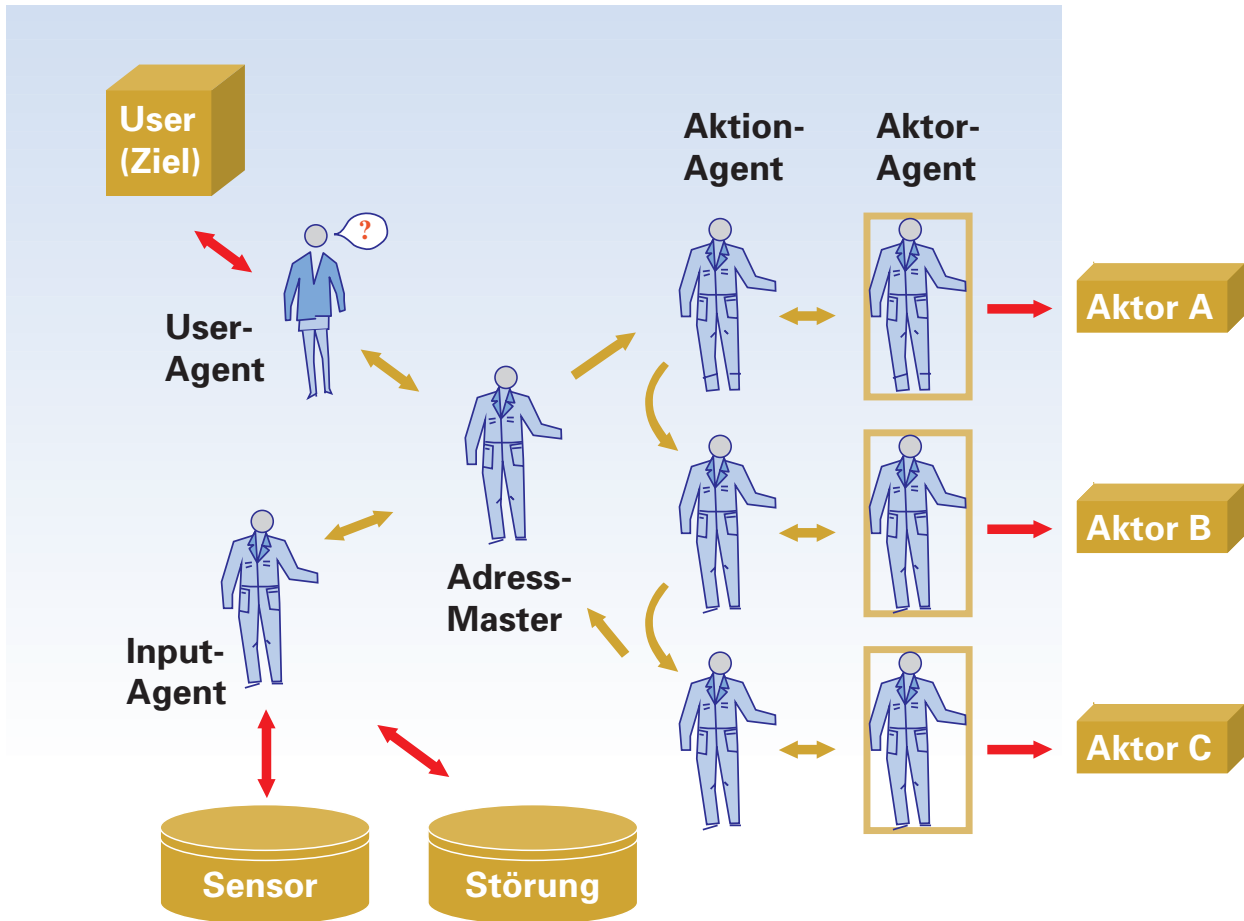 User
(Ziel)
?
User-
Agent
Aktion-
Agent
Aktor-
Agent
Aktor A
Adress-
Master
Aktor B
Input-
Agent
Aktor C
Sensor
Störung